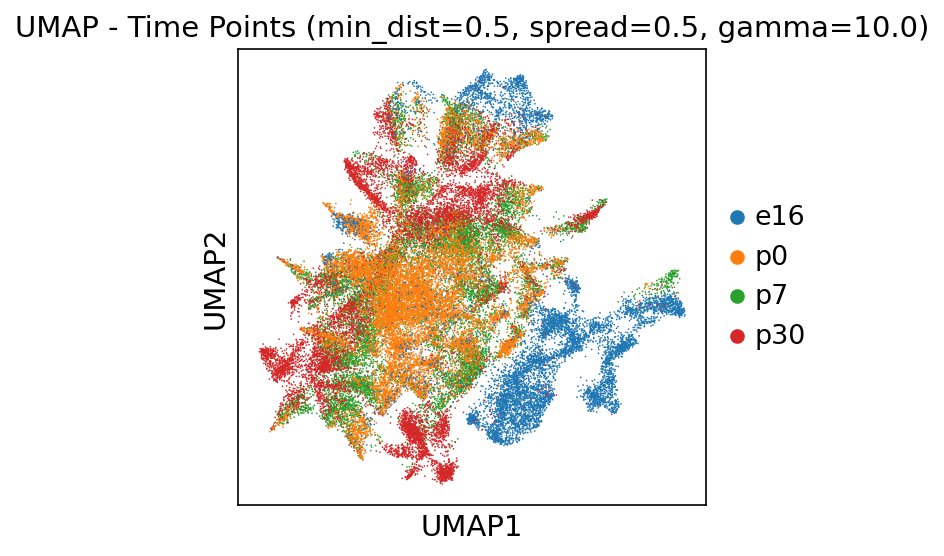 UMAP - Time Points (min_dist=0.5, spread=0.5, gamma=10.0)
UMAP2
e16
p0
p7
p30
UMAP1